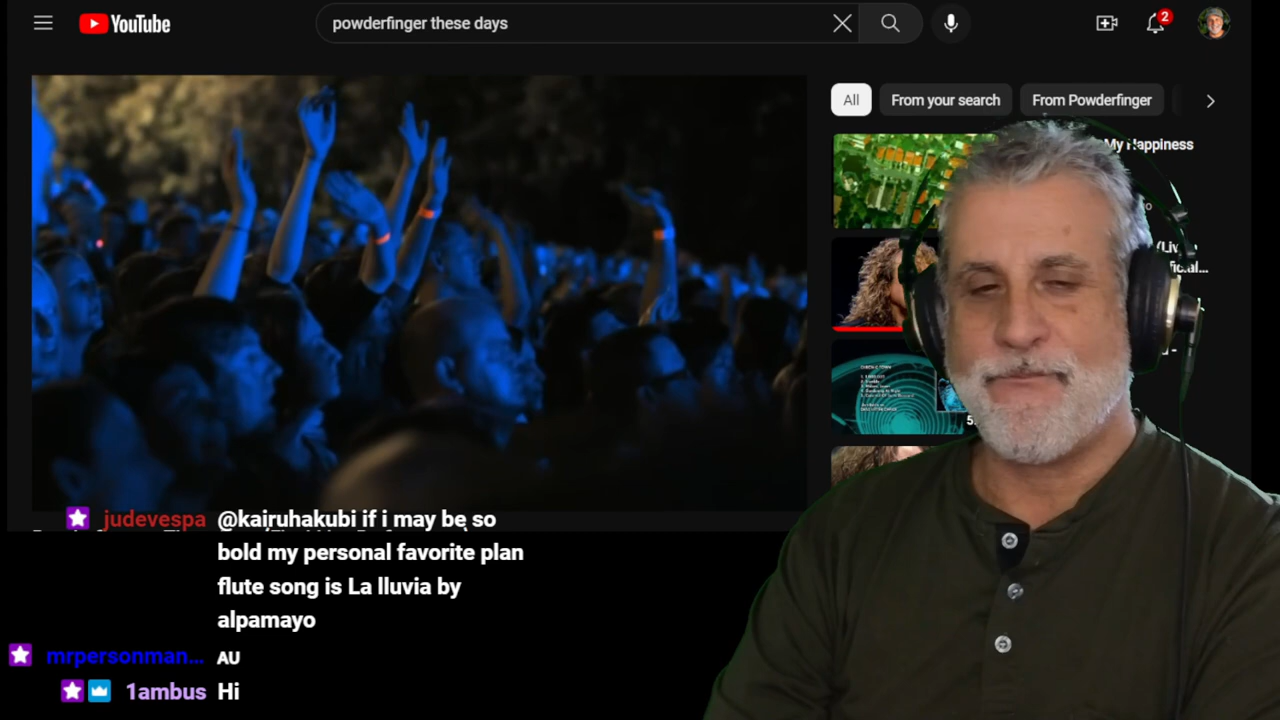 YouTube
powderfinger these days
2
All
From your search
From Powderfinger
My Happiness
judevespa @kairuhakubi if i may be so
bold my personal favorite plan
flute song is La lluvia by
alpamayo
mrpersonman... AU
1ambus Hi